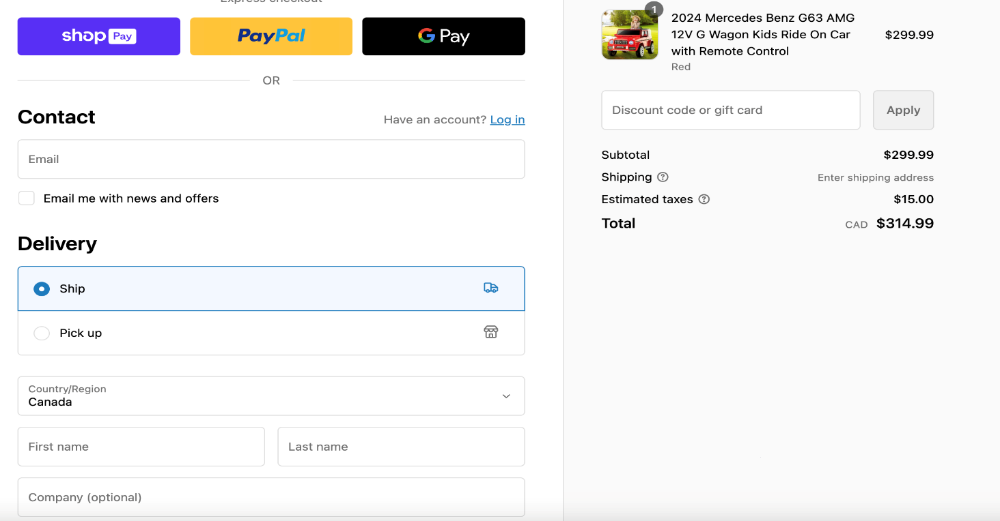 Express checkout
shop Pay
PayPal
G Pay
OR
Contact
Have an account? Log in
Email
Email me with news and offers
Delivery
Ship
Pick up
Country/Region
Canada
First name
Last name
Company (optional)
1
2024 Mercedes Benz G63 AMG
12V G Wagon Kids Ride On Car
with Remote Control
Red
$299.99
Discount code or gift card
Apply
Subtotal $299.99
Shipping Enter shipping address
Estimated taxes $15.00
Total CAD $314.99